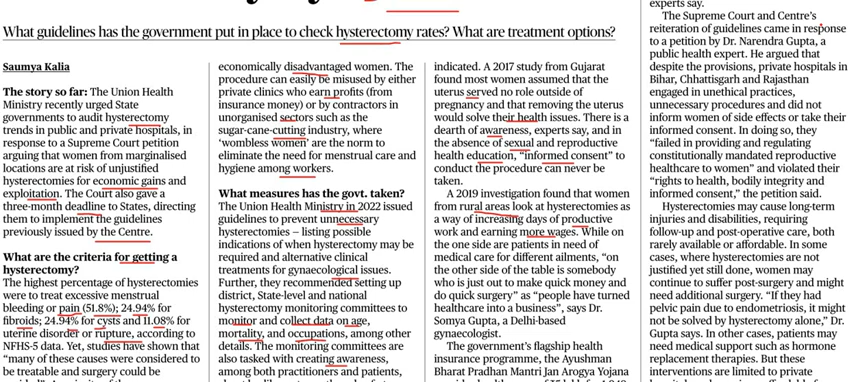 What guidelines has the government put in place to check hysterectomy rates? What are treatment options?
Saumya Kalia
The story so far: The Union Health
Ministry recently urged State
governments to audit hysterectomy
trends in public and private hospitals, in
response to a Supreme Court petition
arguing that women from marginalised
locations are at risk of unjustified
hysterectomies for economic gains and
exploitation. The Court also gave a
three-month deadline to States, directing
them to implement the guidelines
previously issued by the Centre.
What are the criteria for getting a
hysterectomy?
The highest percentage of hysterectomies
were to treat excessive menstrual
bleeding or pain (51.8%); 24.94% for
fibroids; 24.94% for cysts and 11.08% for
uterine disorder or rupture, according to
NFHS-5 data. Yet, studies have shown that
“many of these causes were considered to
be treatable and surgery could be
economically disadvantaged women. The
procedure can easily be misused by either
private clinics who earn profits (from
insurance money) or by contractors in
unorganised sectors such as the
sugar-cane-cutting industry, where
‘wombless women’ are the norm to
eliminate the need for menstrual care and
hygiene among workers.
What measures has the govt. taken?
The Union Health Ministry in 2022 issued
guidelines to prevent unnecessary
hysterectomies — listing possible
indications of when hysterectomy may be
required and alternative clinical
treatments for gynaecological issues.
Further, they recommended setting up
district, State-level and national
hysterectomy monitoring committees to
monitor and collect data on age,
mortality, and occupations, among other
details. The monitoring committees are
also tasked with creating awareness,
among both practitioners and patients,
indicated. A 2017 study from Gujarat
found most women assumed that the
uterus served no role outside of
pregnancy and that removing the uterus
would solve their health issues. There is a
dearth of awareness, experts say, and in
the absence of sexual and reproductive
health education, “informed consent” to
conduct the procedure can never be
taken.
A 2019 investigation found that women
from rural areas look at hysterectomies as
a way of increasing days of productive
work and earning more wages. While on
the one side are patients in need of
medical care for different ailments, “on
the other side of the table is somebody
who is just out to make quick money and
do quick surgery” as “people have turned
healthcare into a business”, says Dr.
Somya Gupta, a Delhi-based
gynaecologist.
The government’s flagship health
insurance programme, the Ayushman
Bharat Pradhan Mantri Jan Arogya Yojana
experts say.
The Supreme Court and Centre’s
reiteration of guidelines came in response
to a petition by Dr. Narendra Gupta, a
public health expert. He argued that
despite the provisions, private hospitals in
Bihar, Chhattisgarh and Rajasthan
engaged in unethical practices,
unnecessary procedures and did not
inform women of side effects or take their
informed consent. In doing so, they
“failed in providing and regulating
constitutionally mandated reproductive
healthcare to women” and violated their
“rights to health, bodily integrity and
informed consent,” the petition said.
Hysterectomies may cause long-term
injuries and disabilities, requiring
follow-up and post-operative care, both
rarely available or affordable. In some
cases, where hysterectomies are not
justified yet still done, women may
continue to suffer post-surgery and might
need additional surgery. “If they had
pelvic pain due to endometriosis, it might
not be solved by hysterectomy alone,” Dr.
Gupta says. In other cases, patients may
need medical support such as hormone
replacement therapies. But these
interventions are limited to private